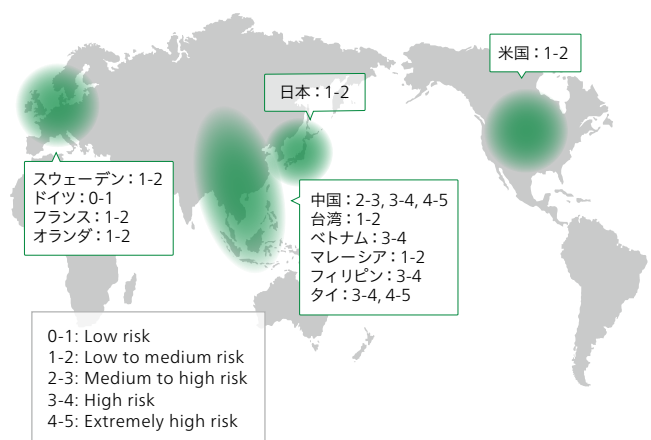 米国：1-2
日本：1-2
スウェーデン：1-2
ドイツ：0-1
フランス：1-2
オランダ：1-2
中国：2-3, 3-4, 4-5
台湾：1-2
ベトナム：3-4
マレーシア：1-2
フィリピン：3-4
タイ：3-4, 4-5
0-1: Low risk
1-2: Low to medium risk
2-3: Medium to high risk
3-4: High risk
4-5: Extremely high risk